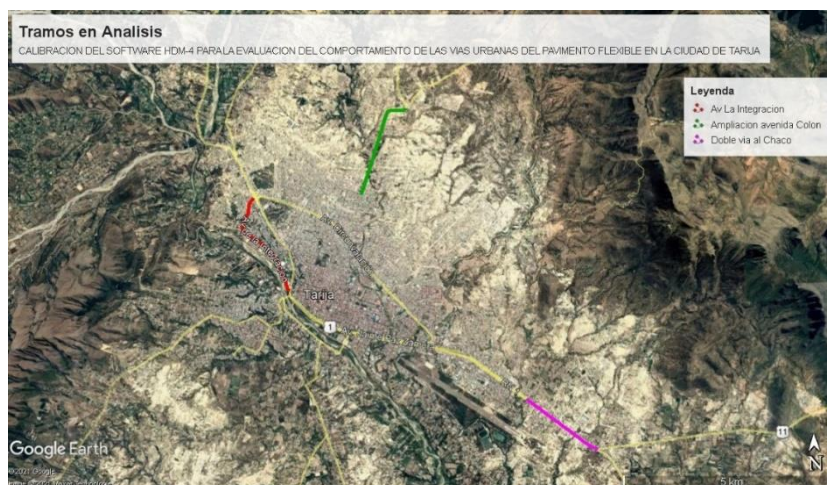 Tramos en Analisis
CALIBRACION DEL SOFTWARE HDM-4 PARA LA EVALUACION DEL COMPORTAMIENTO DE LAS VIAS URBANAS DEL PAVIMENTO FLEXIBLE EN LA CIUDAD DE TARIJA
Leyenda
Av.La Integracion
Ampliacion avenida Colon
Doble via al Chaco
Tarija
1
11
Google Earth
©2021 Google
5 km
N